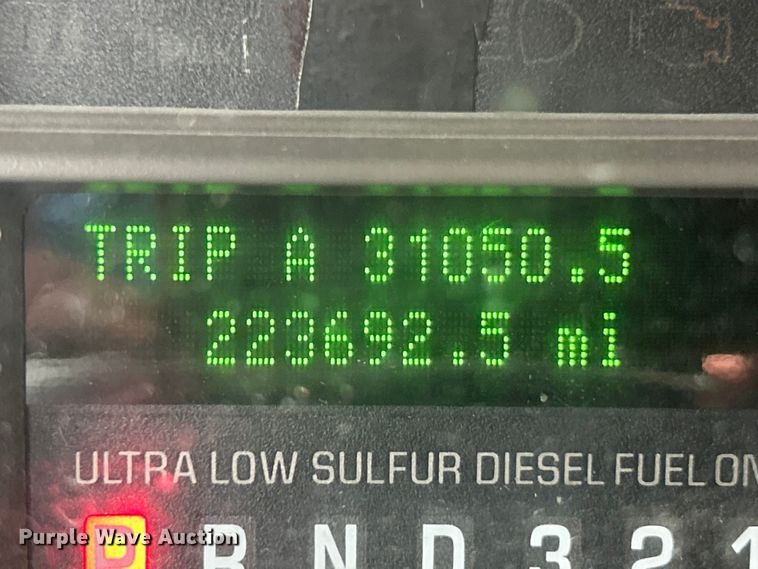 TRIP A 31050.5
223692.5 mi
ULTRA LOW SULFUR DIESEL FUEL ON
P R N D 3 2 1
Purple Wave Auction